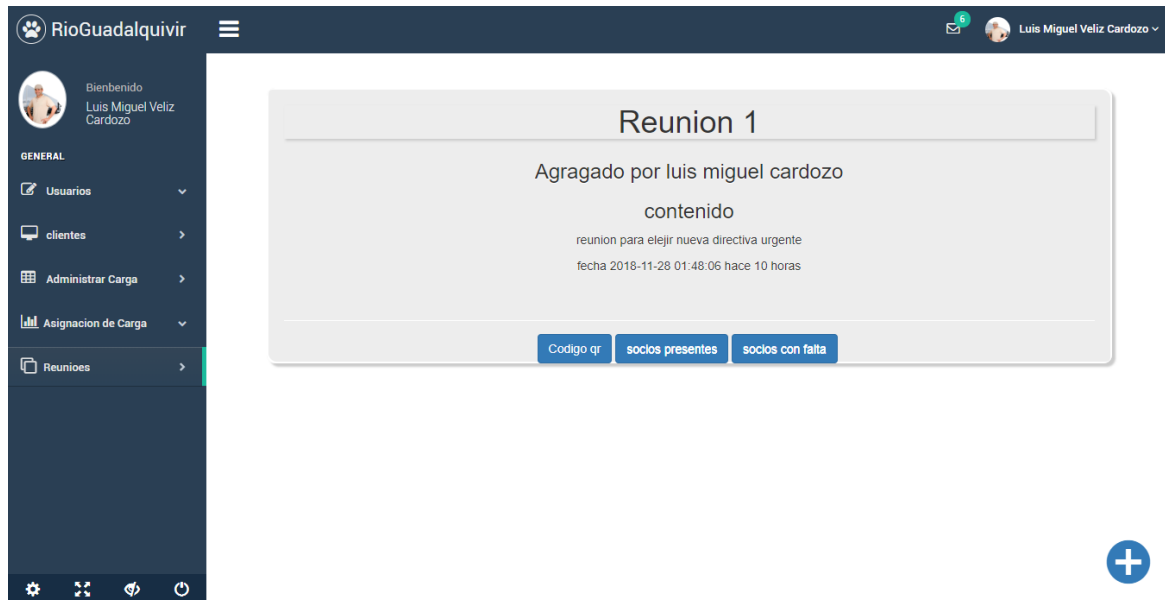 RioGuadalquivir
6
Luis Miguel Veliz Cardozo
Bienbenido
Luis Miguel Veliz
Cardozo
GENERAL
Usuarios
clientes
Administrar Carga
Asignacion de Carga
Reunioes
Reunion 1
Agragado por luis miguel cardozo
contenido
reunion para elejir nueva directiva urgente
fecha 2018-11-28 01:48:06 hace 10 horas
Codigo qr socios presentes socios con falta